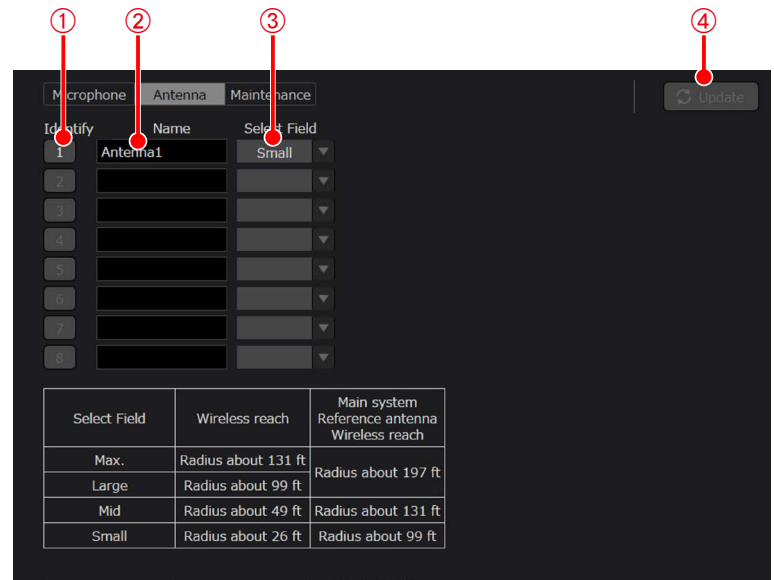 ① ② ③ ④
Microphone Antenna Maintenance Update
Identify Name Select Field
1 Antenna1 Small
2
3
4
5
6
7
8
Select Field Wireless reach Main system
Reference antenna
Wireless reach
Max. Radius about 131 ft Radius about 197 ft
Large Radius about 99 ft
Mid Radius about 49 ft Radius about 131 ft
Small Radius about 26 ft Radius about 99 ft